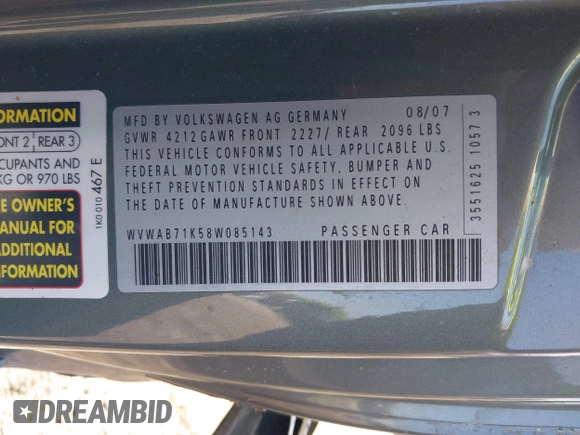 ORMATION
ONT 2 REAR 3
CUPANTS AND
KG OR 970 LBS
E OWNER'S
ANUAL FOR
ADDITIONAL
NFORMATION
1K0 010 467 E
MFD BY VOLKSWAGEN AG GERMANY 08/07
GVWR 4212 GAWR FRONT 2227/ REAR 2096 LBS
THIS VEHICLE CONFORMS TO ALL APPLICABLE U.S.
FEDERAL MOTOR VEHICLE SAFETY, BUMPER AND
THEFT PREVENTION STANDARDS IN EFFECT ON
THE DATE OF MANUFACTURE SHOWN ABOVE.
WVWAB71K58W085143 PASSENGER CAR
3551625 1057 3
DREAMBID